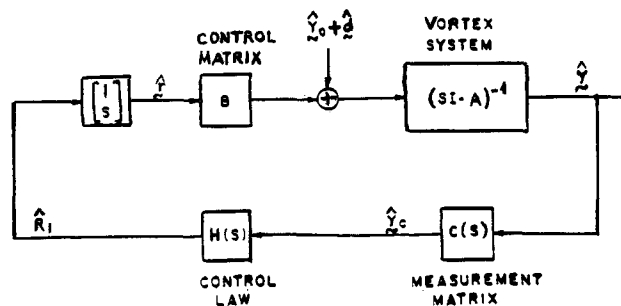 CONTROL
MATRIX
Ŷ₀ + d̂
VORTEX
SYSTEM
[1
S]
r̂
B
+
(SI-A)⁻¹
Ŷ
R̂₁
H(S)
Ŷc
C(S)
CONTROL
LAW
MEASUREMENT
MATRIX